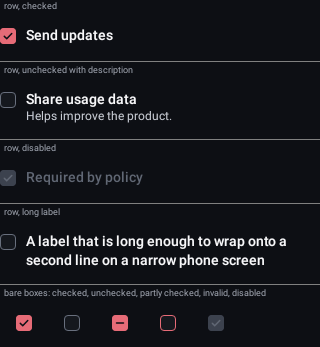 row, checked
Send updates
row, unchecked with description
Share usage data
Helps improve the product.
row, disabled
Required by policy
row, long label
A label that is long enough to wrap onto a
second line on a narrow phone screen
bare boxes: checked, unchecked, partly checked, invalid, disabled